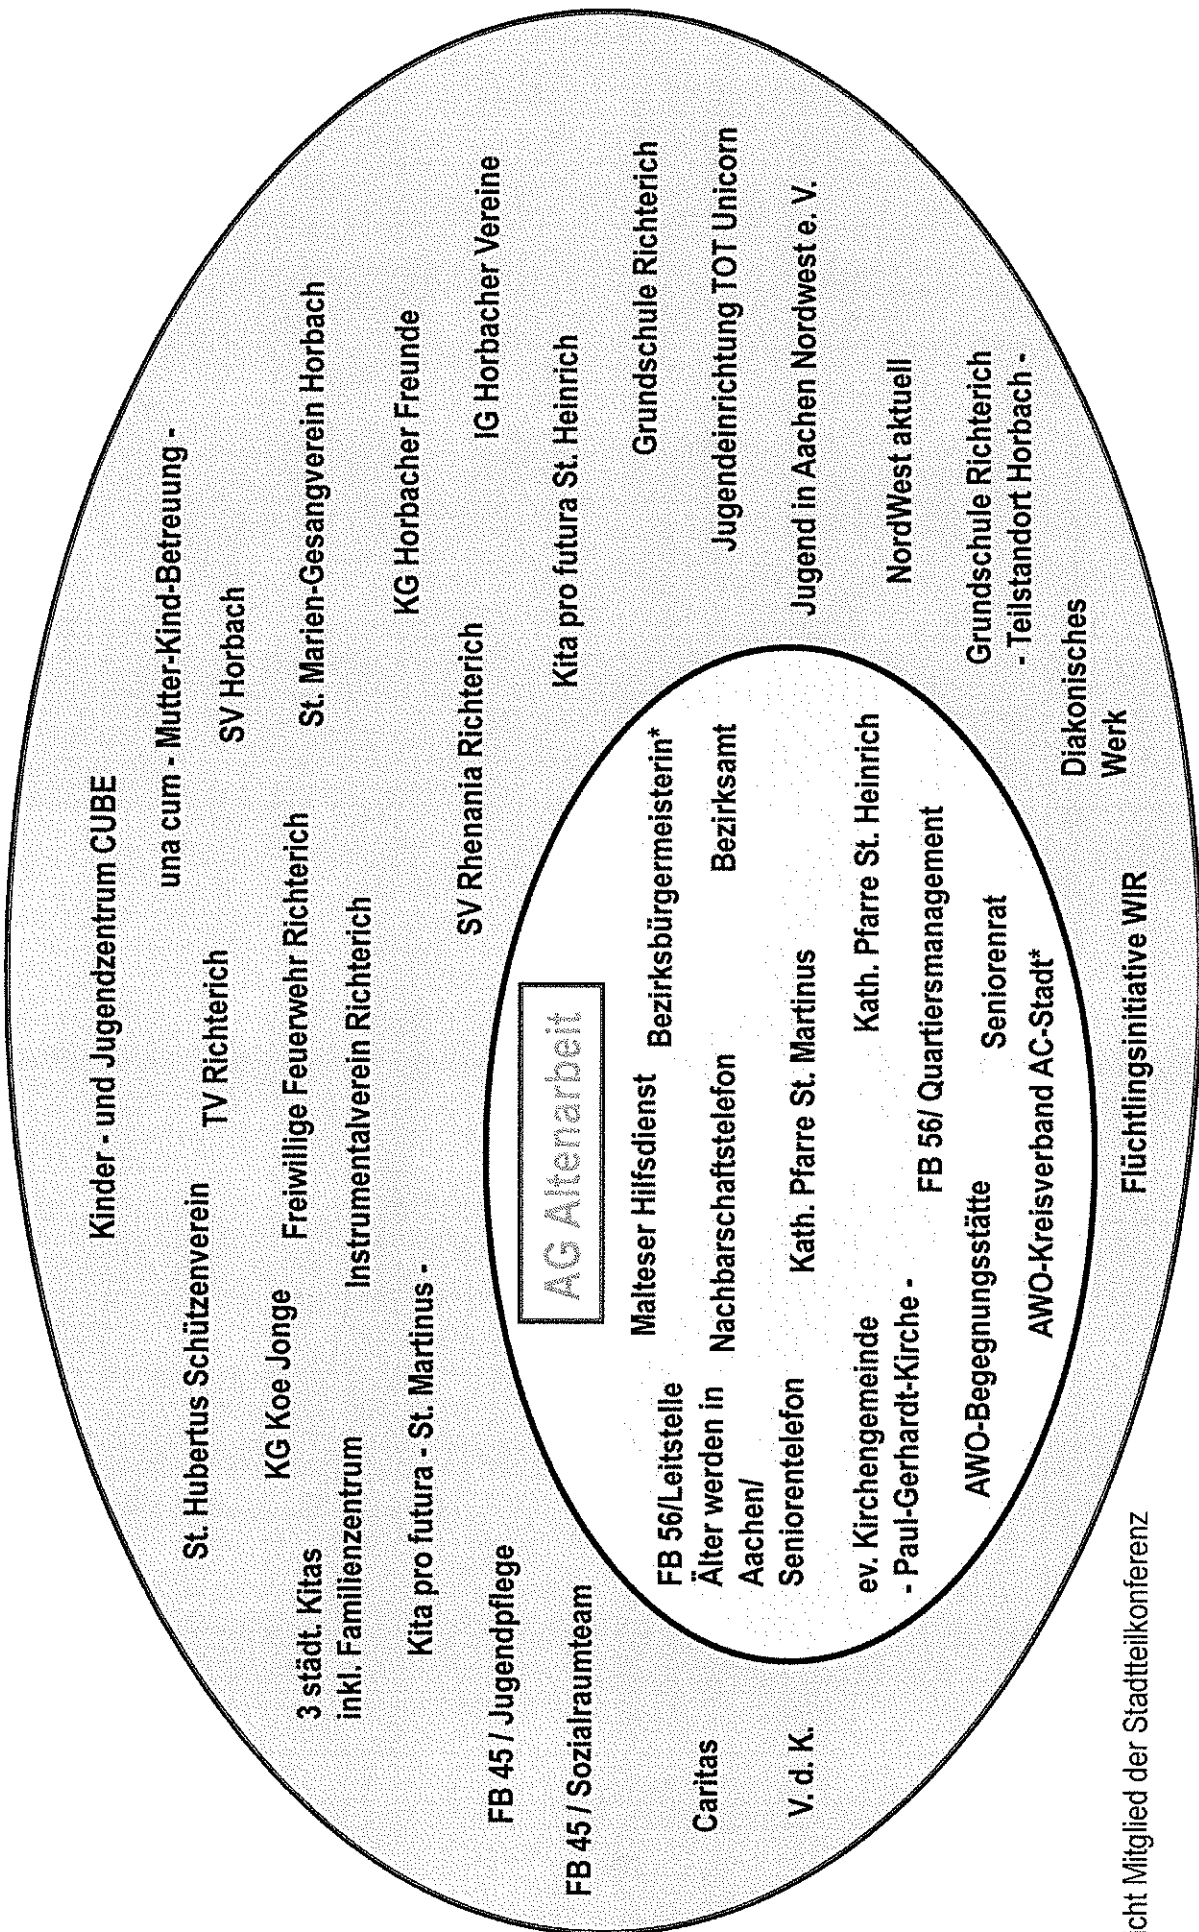 Kinder - und Jugendzentrum CUBE
una cum - Mutter-Kind-Betreuung -
St. Hubertus Schützenverein
TV Richterich
SV Horbach
KG Koe Jonge
Freiwillige Feuerwehr Richterich
St. Marien-Gesangverein Horbach
3 städt. Kitas
inkl. Familienzentrum
Instrumentalverein Richterich
KG Horbacher Freunde
Kita pro futura - St. Martinus -
SV Rhenania Richterich
IG Horbacher Vereine
FB 45 / Jugendpflege
Kita pro futura St. Heinrich
FB 45 / Sozialraumteam
Grundschule Richterich
Caritas
Jugendeinrichtung TOT Unicorn
V. d. K.
Jugend in Aachen Nordwest e. V.
NordWest aktuell
Grundschule Richterich
- Teilstandort Horbach -
Diakonisches
Werk
Flüchtlingsinitiative WIR
AG Altenarbeit
Malteser Hilfsdienst
Bezirksbürgermeisterin*
FB 56/Leitstelle
Älter werden in
Aachen/
Seniorentelefon
Nachbarschaftstelefon
Bezirksamt
Kath. Pfarre St. Martinus
ev. Kirchengemeinde
- Paul-Gerhardt-Kirche -
Kath. Pfarre St. Heinrich
FB 56/ Quartiersmanagement
AWO-Begegnungsstätte
Seniorenrat
AWO-Kreisverband AC-Stadt*
Mitglied der Stadtteilkonferenz